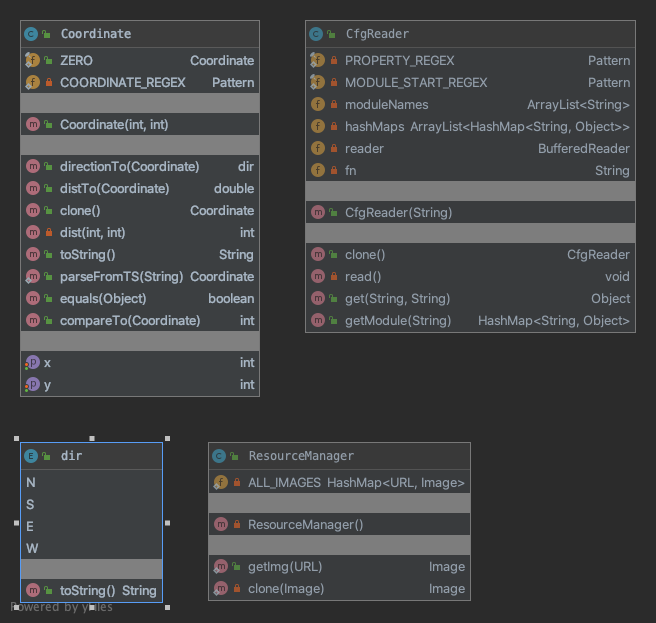 Coordinate
ZERO Coordinate
COORDINATE_REGEX Pattern
Coordinate(int, int)
directionTo(Coordinate) dir
distTo(Coordinate) double
clone() Coordinate
dist(int, int) int
toString() String
parseFromTS(String) Coordinate
equals(Object) boolean
compareTo(Coordinate) int
x int
y int
CfgReader
PROPERTY_REGEX Pattern
MODULE_START_REGEX Pattern
moduleNames ArrayList<String>
hashMaps ArrayList<HashMap<String, Object>>
reader BufferedReader
fn String
CfgReader(String)
clone() CfgReader
read() void
get(String, String) Object
getModule(String) HashMap<String, Object>
dir
N
S
E
W
toString() String
Powered by yFiles
ResourceManager
ALL_IMAGES HashMap<URL, Image>
ResourceManager()
getImg(URL) Image
clone(Image) Image